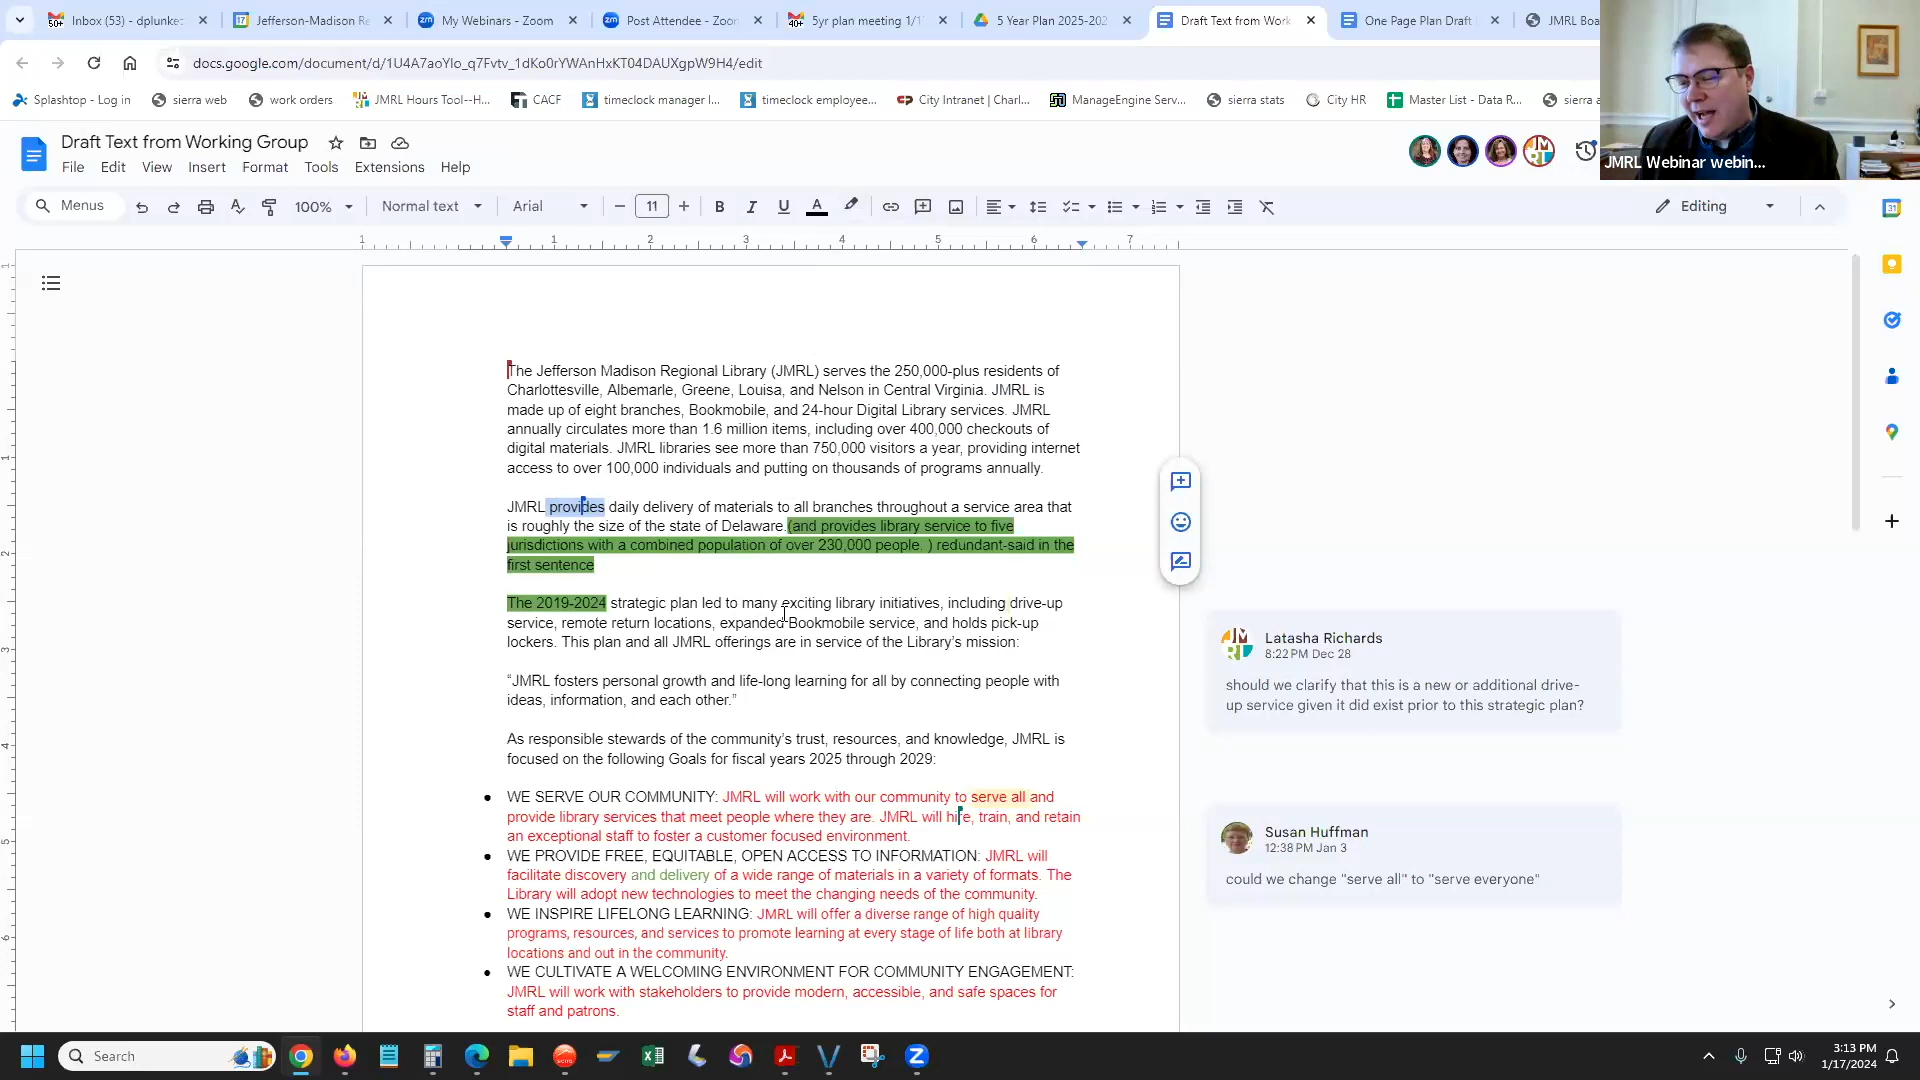 Inbox (53) - dplunke
Jefferson-Madison Re
My Webinars - Zoom
Post Attendee - Zoom
5yr plan meeting 1/1
5 Year Plan 2025-202
Draft Text from Work
One Page Plan Draft
JMRL Boa
docs.google.com/document/d/1U4A7aoYlo_q7Fvtv_1dKo0rYWAnHxKT04DAUXgpW9H4/edit
Splashtop - Log in
sierra web
work orders
JMRL Hours Tool--H...
CACF
timeclock manager l...
timeclock employee...
City Intranet | Charl...
ManageEngine Serv...
sierra stats
City HR
Master List - Data R...
sierra a
JMRL Webinar webin...
Draft Text from Working Group
File Edit View Insert Format Tools Extensions Help
Menus 100% Normal text Arial 11 B I U A Editing
1 1 2 3 4 5 6 7
The Jefferson Madison Regional Library (JMRL) serves the 250,000-plus residents of
Charlottesville, Albemarle, Greene, Louisa, and Nelson in Central Virginia. JMRL is
made up of eight branches, Bookmobile, and 24-hour Digital Library services. JMRL
annually circulates more than 1.6 million items, including over 400,000 checkouts of
digital materials. JMRL libraries see more than 750,000 visitors a year, providing internet
access to over 100,000 individuals and putting on thousands of programs annually.
JMRL provides daily delivery of materials to all branches throughout a service area that
is roughly the size of the state of Delaware.(and provides library service to five
jurisdictions with a combined population of over 230,000 people. ) redundant-said in the
first sentence
The 2019-2024 strategic plan led to many exciting library initiatives, including drive-up
service, remote return locations, expanded Bookmobile service, and holds pick-up
lockers. This plan and all JMRL offerings are in service of the Library's mission:
“JMRL fosters personal growth and life-long learning for all by connecting people with
ideas, information, and each other.”
As responsible stewards of the community's trust, resources, and knowledge, JMRL is
focused on the following Goals for fiscal years 2025 through 2029:
● WE SERVE OUR COMMUNITY: JMRL will work with our community to serve all and
provide library services that meet people where they are. JMRL will hire, train, and retain
an exceptional staff to foster a customer focused environment.
● WE PROVIDE FREE, EQUITABLE, OPEN ACCESS TO INFORMATION: JMRL will
facilitate discovery and delivery of a wide range of materials in a variety of formats. The
Library will adopt new technologies to meet the changing needs of the community.
● WE INSPIRE LIFELONG LEARNING: JMRL will offer a diverse range of high quality
programs, resources, and services to promote learning at every stage of life both at library
locations and out in the community.
● WE CULTIVATE A WELCOMING ENVIRONMENT FOR COMMUNITY ENGAGEMENT:
JMRL will work with stakeholders to provide modern, accessible, and safe spaces for
staff and patrons.
Latasha Richards
8:22 PM Dec 28
should we clarify that this is a new or additional drive-
up service given it did exist prior to this strategic plan?
Susan Huffman
12:38 PM Jan 3
could we change "serve all" to "serve everyone"
Search
3:13 PM
1/17/2024